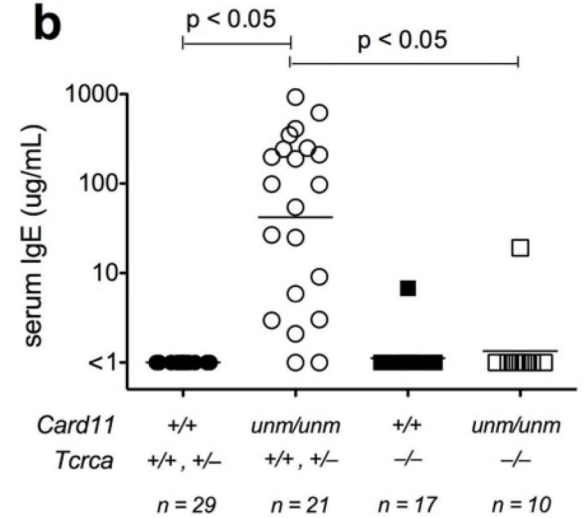 b
p < 0.05
p < 0.05
serum IgE (ug/mL)
1000
100
10
<1
Card11 +/+ unm/unm +/+ unm/unm
Tcrca +/+ , +/– +/+ , +/– –/– –/–
n = 29 n = 21 n = 17 n = 10